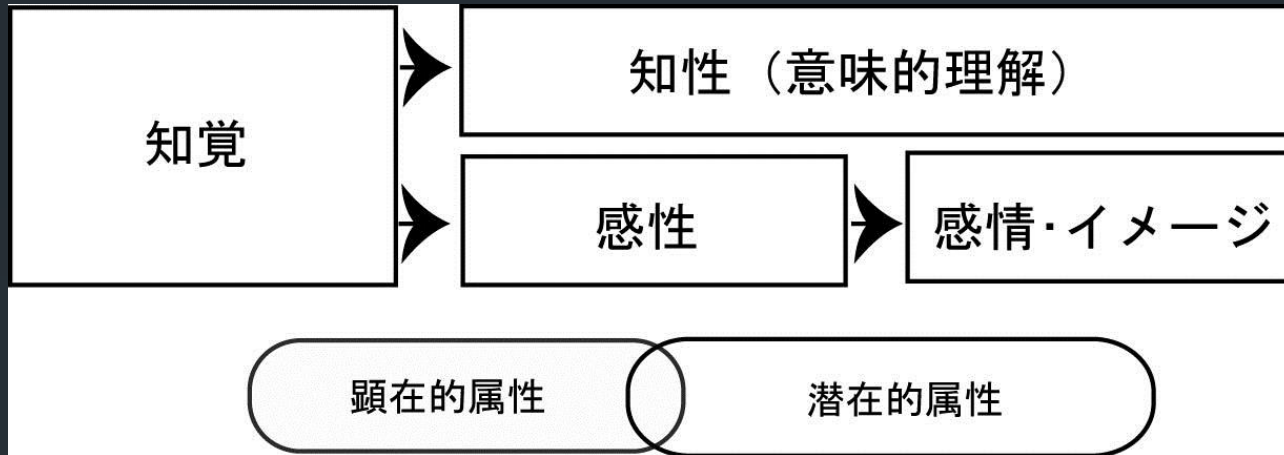 知覚
知性（意味的理解）
感性
感情･イメージ
顕在的属性
潜在的属性